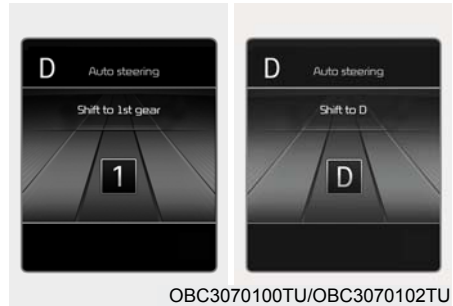 D Auto steering
Shift to 1st gear
1
D Auto steering
Shift to D
D
OBC3070100TU/OBC3070102TU